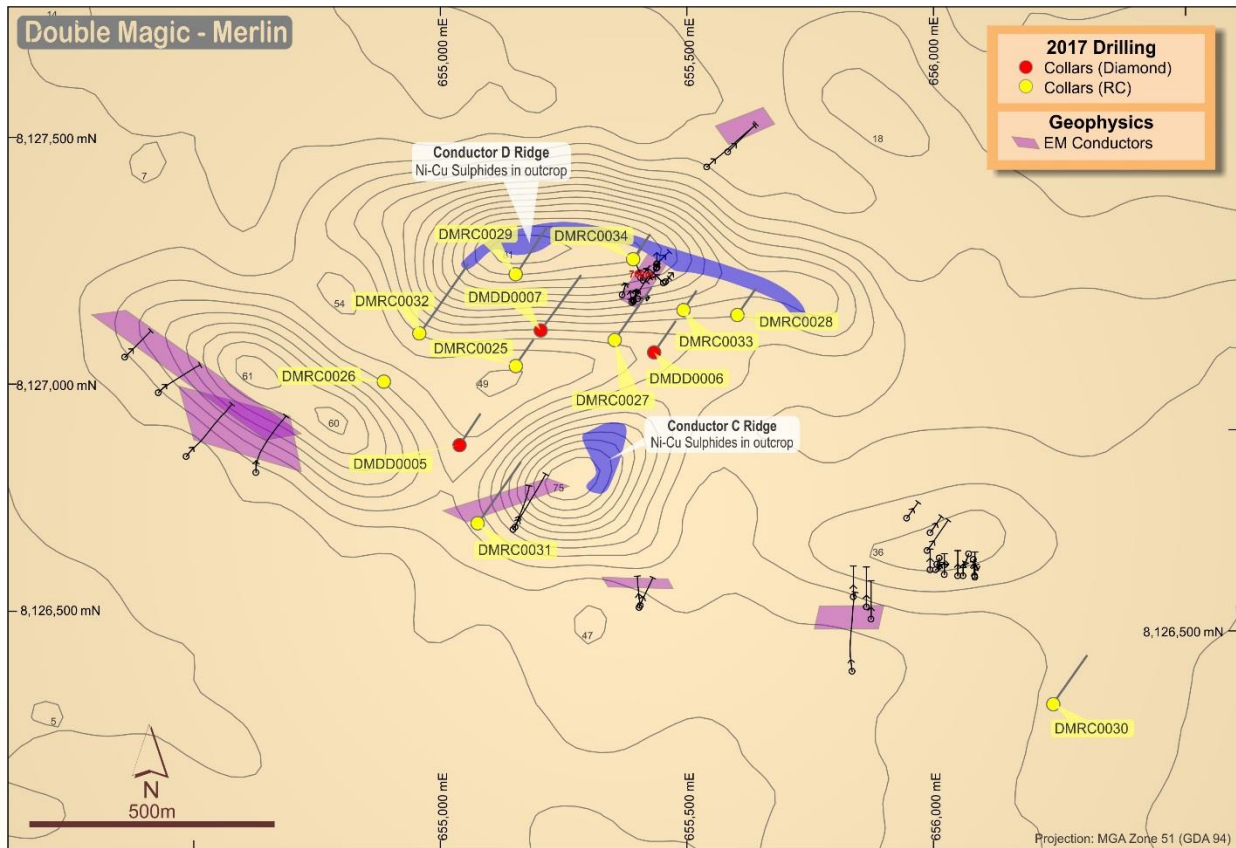 Double Magic - Merlin
14
655,000 mE
655,500 mE
656,000 mE
2017 Drilling
Collars (Diamond)
Collars (RC)
Geophysics
EM Conductors
8,127,500 mN
18
7
Conductor D Ridge
Ni-Cu Sulphides in outcrop
DMRC0029
DMRC0034
DMDD0007
54
DMRC0032
DMRC0028
DMRC0025
DMRC0033
8,127,000 mN
61
DMRC0026
49
DMDD0006
DMRC0027
60
Conductor C Ridge
Ni-Cu Sulphides in outcrop
DMDD0005
75
DMRC0031
36
8,126,500 mN
47
8,126,500 mN
5
DMRC0030
N
500m
655,000 mE
655,500 mE
656,000 mE
Projection: MGA Zone 51 (GDA 94)